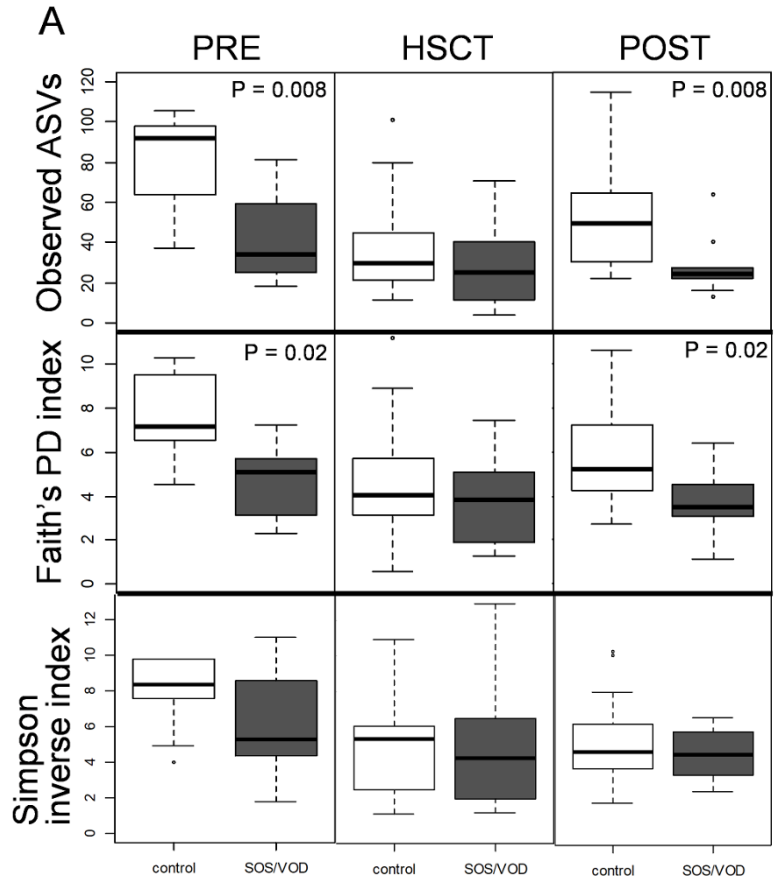 A
PRE HSCT POST
Observed ASVs
0 20 40 60 80 100 120
P = 0.008
P = 0.008
Faith's PD index
0 2 4 6 8 10
P = 0.02
P = 0.02
Simpson
inverse index
0 2 4 6 8 10 12
control SOS/VOD control SOS/VOD control SOS/VOD